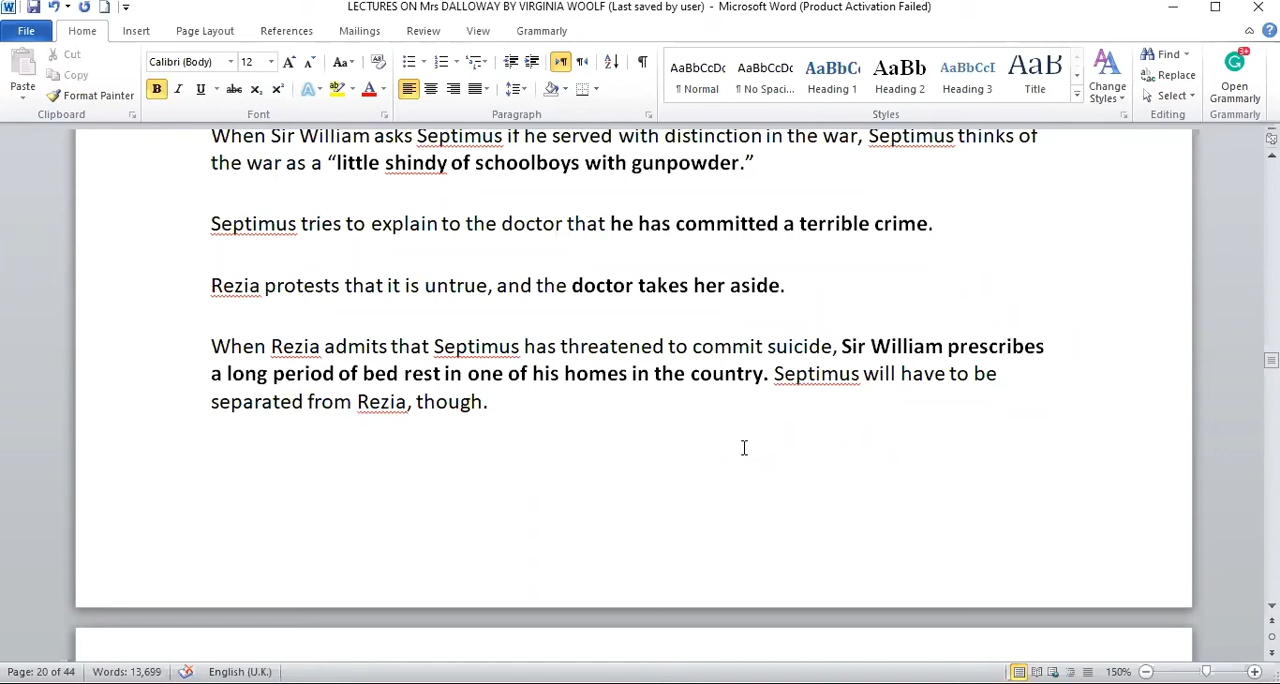 LECTURES ON Mrs DALLOWAY BY VIRGINIA WOOLF (Last saved by user) - Microsoft Word (Product Activation Failed)
File Home Insert Page Layout References Mailings Review View Grammarly
Paste
Cut
Copy
Format Painter
Clipboard
Calibri (Body) 12
Aa
B I U abc x₂ x² A ab A
Font
Paragraph
AaBbCcDc AaBbCcDc AaBbC AaBb AaBbCcI AaB
¶ Normal ¶ No Spaci... Heading 1 Heading 2 Heading 3 Title
Change Styles
Styles
Find
Replace
Select
Editing
3+
Open Grammarly
Grammarly
When Sir William asks Septimus if he served with distinction in the war, Septimus thinks of
the war as a “little shindy of schoolboys with gunpowder.”
Septimus tries to explain to the doctor that he has committed a terrible crime.
Rezia protests that it is untrue, and the doctor takes her aside.
When Rezia admits that Septimus has threatened to commit suicide, Sir William prescribes
a long period of bed rest in one of his homes in the country. Septimus will have to be
separated from Rezia, though.
Page: 20 of 44 Words: 13,699 English (U.K.) 150%